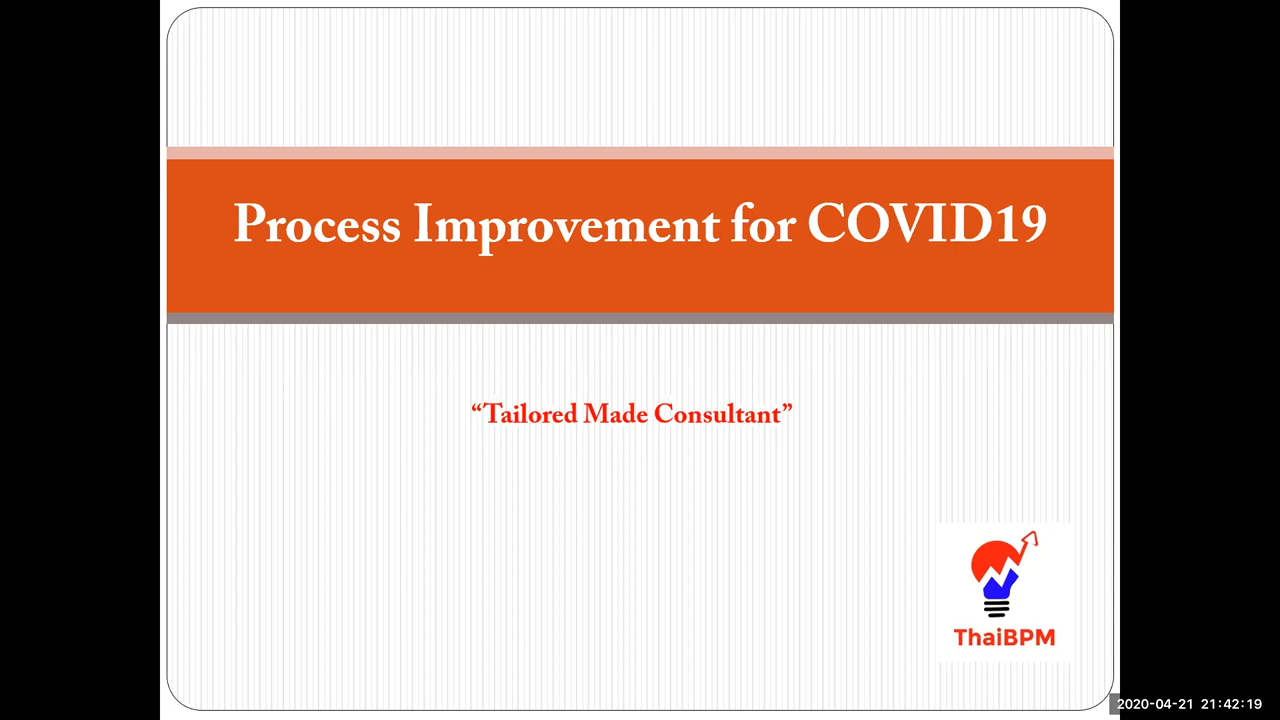 Process Improvement for COVID19
“Tailored Made Consultant”
ThaiBPM
2020-04-21 21:42:19